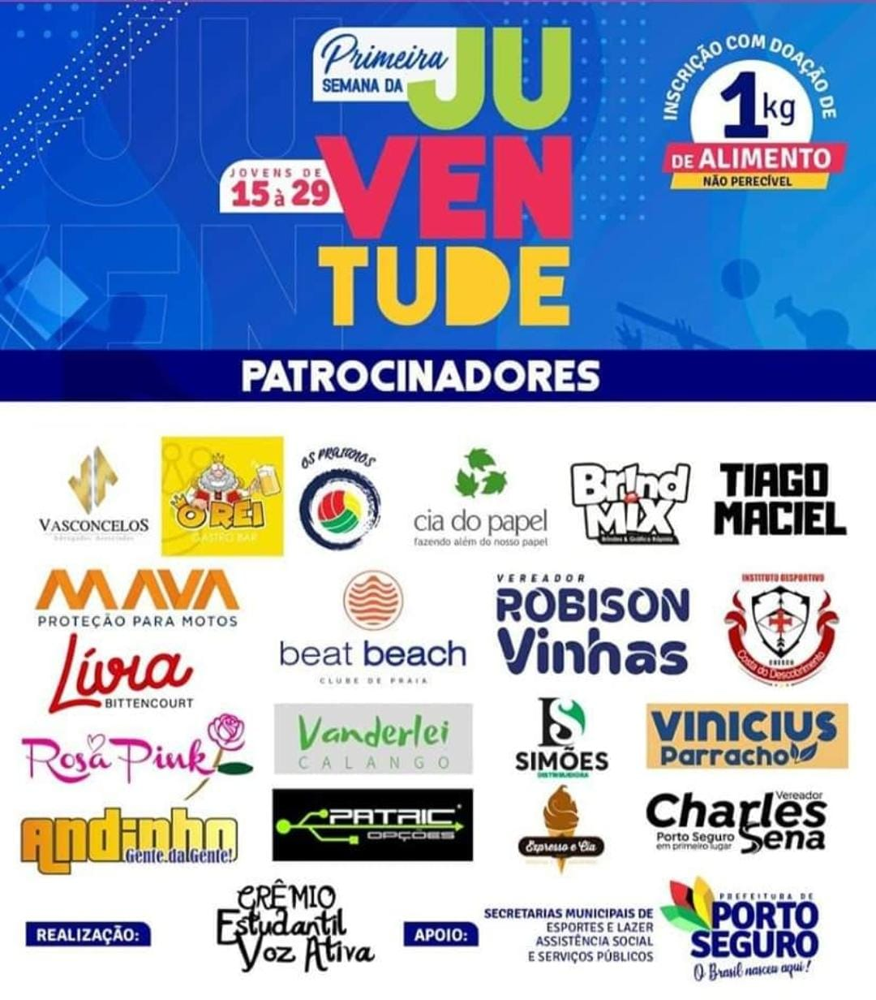 Primeira
SEMANA DA
JU
VEN
TUDE
JOVENS DE
15 à 29
INSCRIÇÃO COM DOAÇÃO DE
1kg
DE ALIMENTO
NÃO PERECÍVEL
PATROCINADORES
VASCONCELOS
Advogados Associados
O REI
GASTRO BAR
OS PRAIANOS
cia do papel
fazendo além do nosso papel
Brind
MiX
Brindes & Gráfica Rápida
TIAGO
MACIEL
MAVA
PROTEÇÃO PARA MOTOS
beat beach
CLUBE DE PRAIA
VEREADOR
ROBISON
Vinhas
INSTITUTO DESPORTIVO
Costa do Descobrimento
Lívia
BITTENCOURT
Rosa Pink
Vanderlei
CALANGO
S
SIMÕES
DISTRIBUIDORA
VINICIUS
Parracho
andinho
Gente da Gente!
PATRIC
OPÇÕES
Expresso e Cia
Vereador
Charles
Sena
Porto Seguro
em primeiro lugar
REALIZAÇÃO:
GRÊMIO
Estudantil
Voz Ativa
APOIO:
SECRETARIAS MUNICIPAIS DE
ESPORTES E LAZER
ASSISTÊNCIA SOCIAL
E SERVIÇOS PÚBLICOS
PREFEITURA DE
PORTO
SEGURO
O Brasil nasceu aqui!